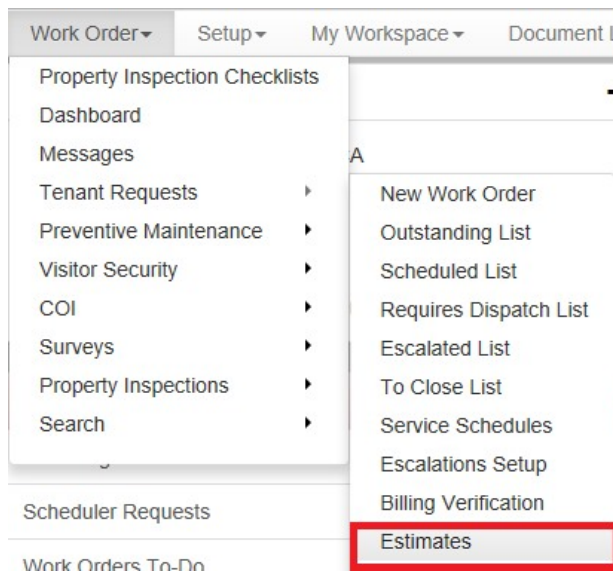 Work Order Setup My Workspace Document
Property Inspection Checklists
Dashboard
Messages
A
Tenant Requests
Preventive Maintenance
Visitor Security
COI
Surveys
Property Inspections
Search
New Work Order
Outstanding List
Scheduled List
Requires Dispatch List
Escalated List
To Close List
Service Schedules
Escalations Setup
Billing Verification
Estimates
Scheduler Requests
Work Orders To-Do